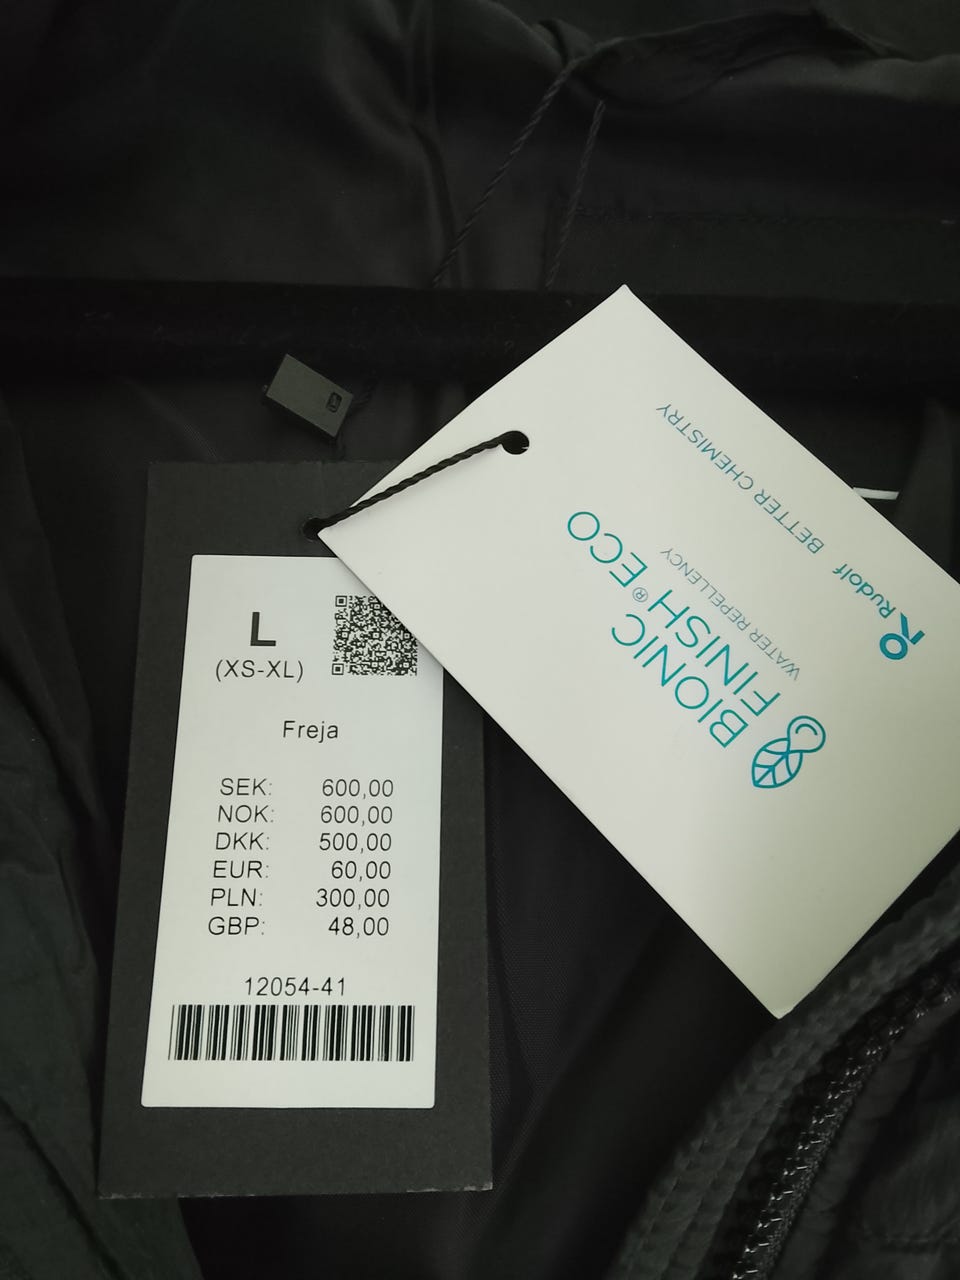 L
(XS-XL)
Freja
SEK: 600,00
NOK: 600,00
DKK: 500,00
EUR: 60,00
PLN: 300,00
GBP: 48,00
12054-41
BIONIC
FINISH® ECO
WATER REPELLENCY
Rudolf BETTER CHEMISTRY